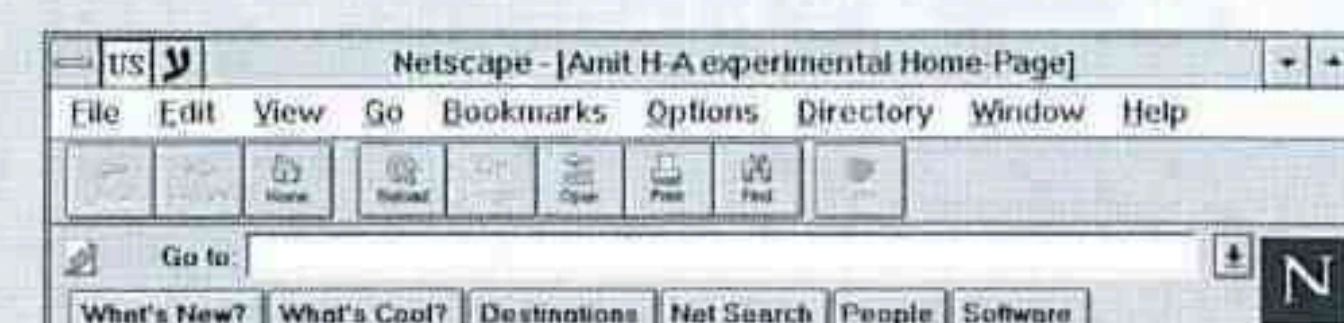 US ע Netscape - [Amit H-A experimental Home-Page]
File Edit View Go Bookmarks Options Directory Window Help
Home Reload Open Print Find
Go to:
N
What's New? What's Cool? Destinations Net Search People Software